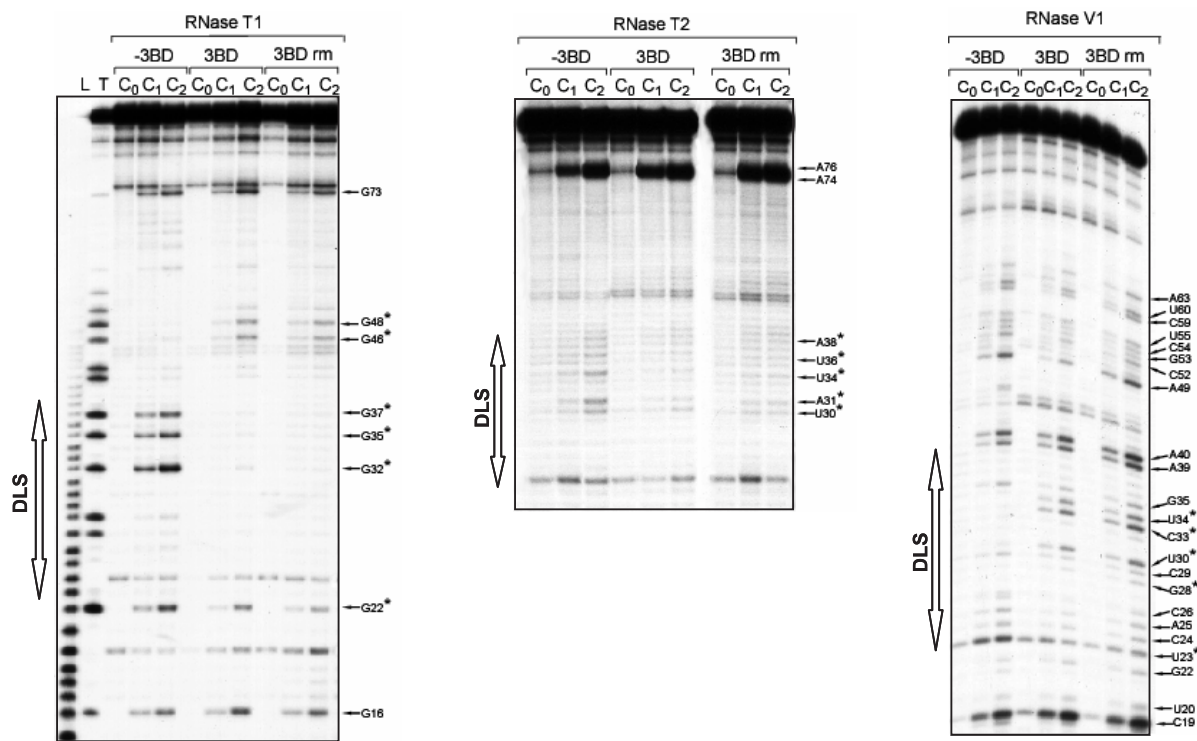 RNase T1
-3BD 3BD 3BD rm
L T C0 C1 C2 C0 C1 C2 C0 C1 C2
G73
G48*
G46*
G37*
G35*
G32*
G22*
G16
DLS
RNase T2
-3BD 3BD 3BD rm
C0 C1 C2 C0 C1 C2 C0 C1 C2
A76
A74
A38*
U36*
U34*
A31*
U30*
DLS
RNase V1
-3BD 3BD 3BD rm
C0 C1 C2 C0 C1 C2 C0 C1 C2
A63
U60
C59
U55
C54
G53
C52
A49
A40
A39
G35
U34*
C33*
U30*
C29
G28*
C26
A25
C24
U23*
G22
U20
C19
DLS